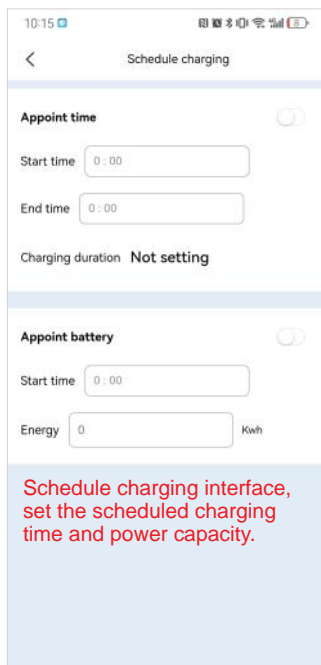 10:15
8
Schedule charging
Appoint time
Start time 0 : 00
End time 0 : 00
Charging duration Not setting
Appoint battery
Start time 0 : 00
Energy 0 Kwh
Schedule charging interface,
set the scheduled charging
time and power capacity.